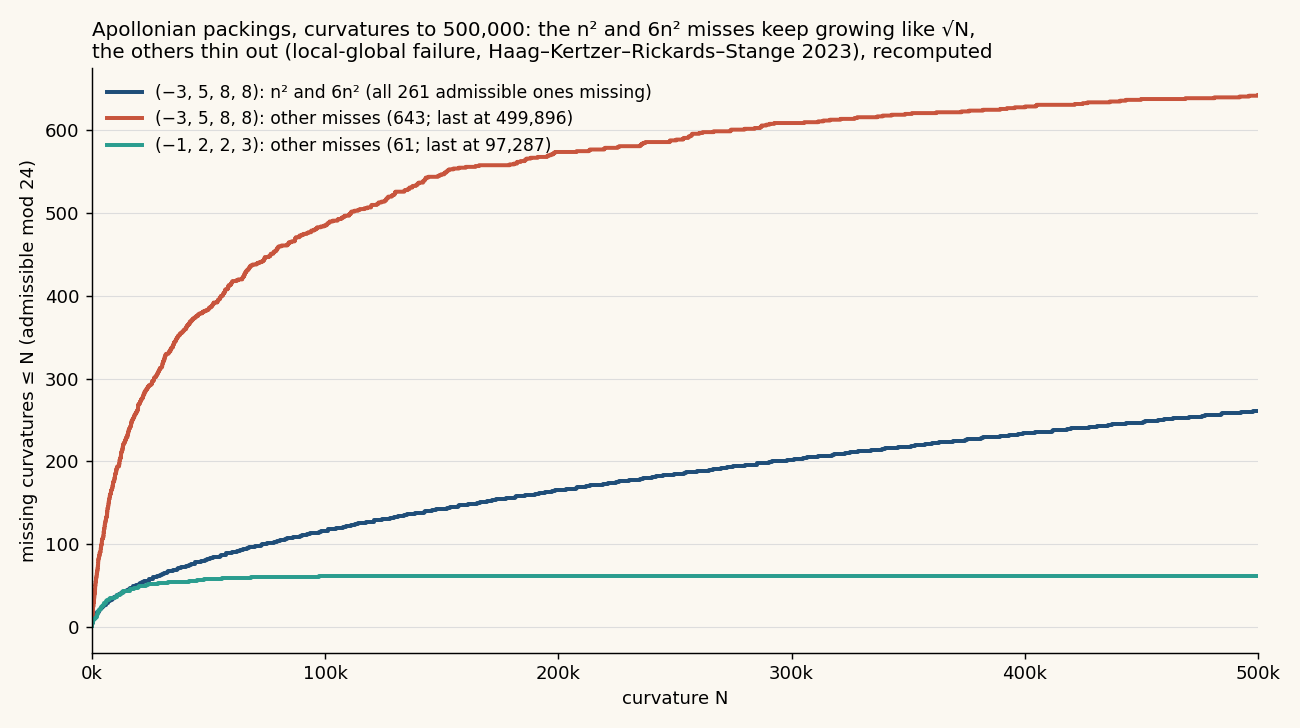 Apollonian packings, curvatures to 500,000: the n² and 6n² misses keep growing like √N,
the others thin out (local-global failure, Haag–Kertzer–Rickards–Stange 2023), recomputed
(−3, 5, 8, 8): n² and 6n² (all 261 admissible ones missing)
(−3, 5, 8, 8): other misses (643; last at 499,896)
(−1, 2, 2, 3): other misses (61; last at 97,287)
missing curvatures ≤ N (admissible mod 24)
600
500
400
300
200
100
0
0k
100k
200k
300k
400k
500k
curvature N